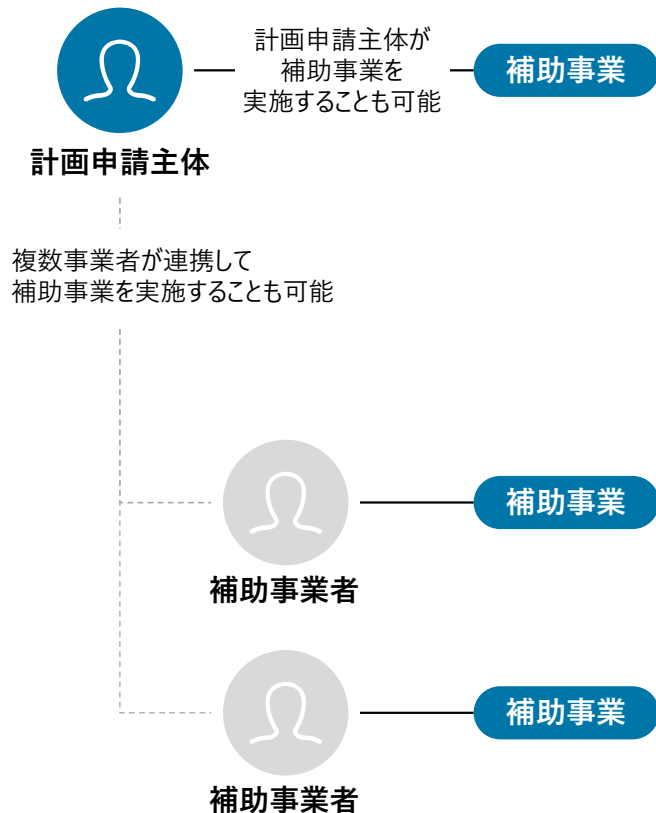 計画申請主体が
補助事業を
実施することも可能
補助事業
計画申請主体
複数事業者が連携して
補助事業を実施することも可能
補助事業
補助事業者
補助事業
補助事業者